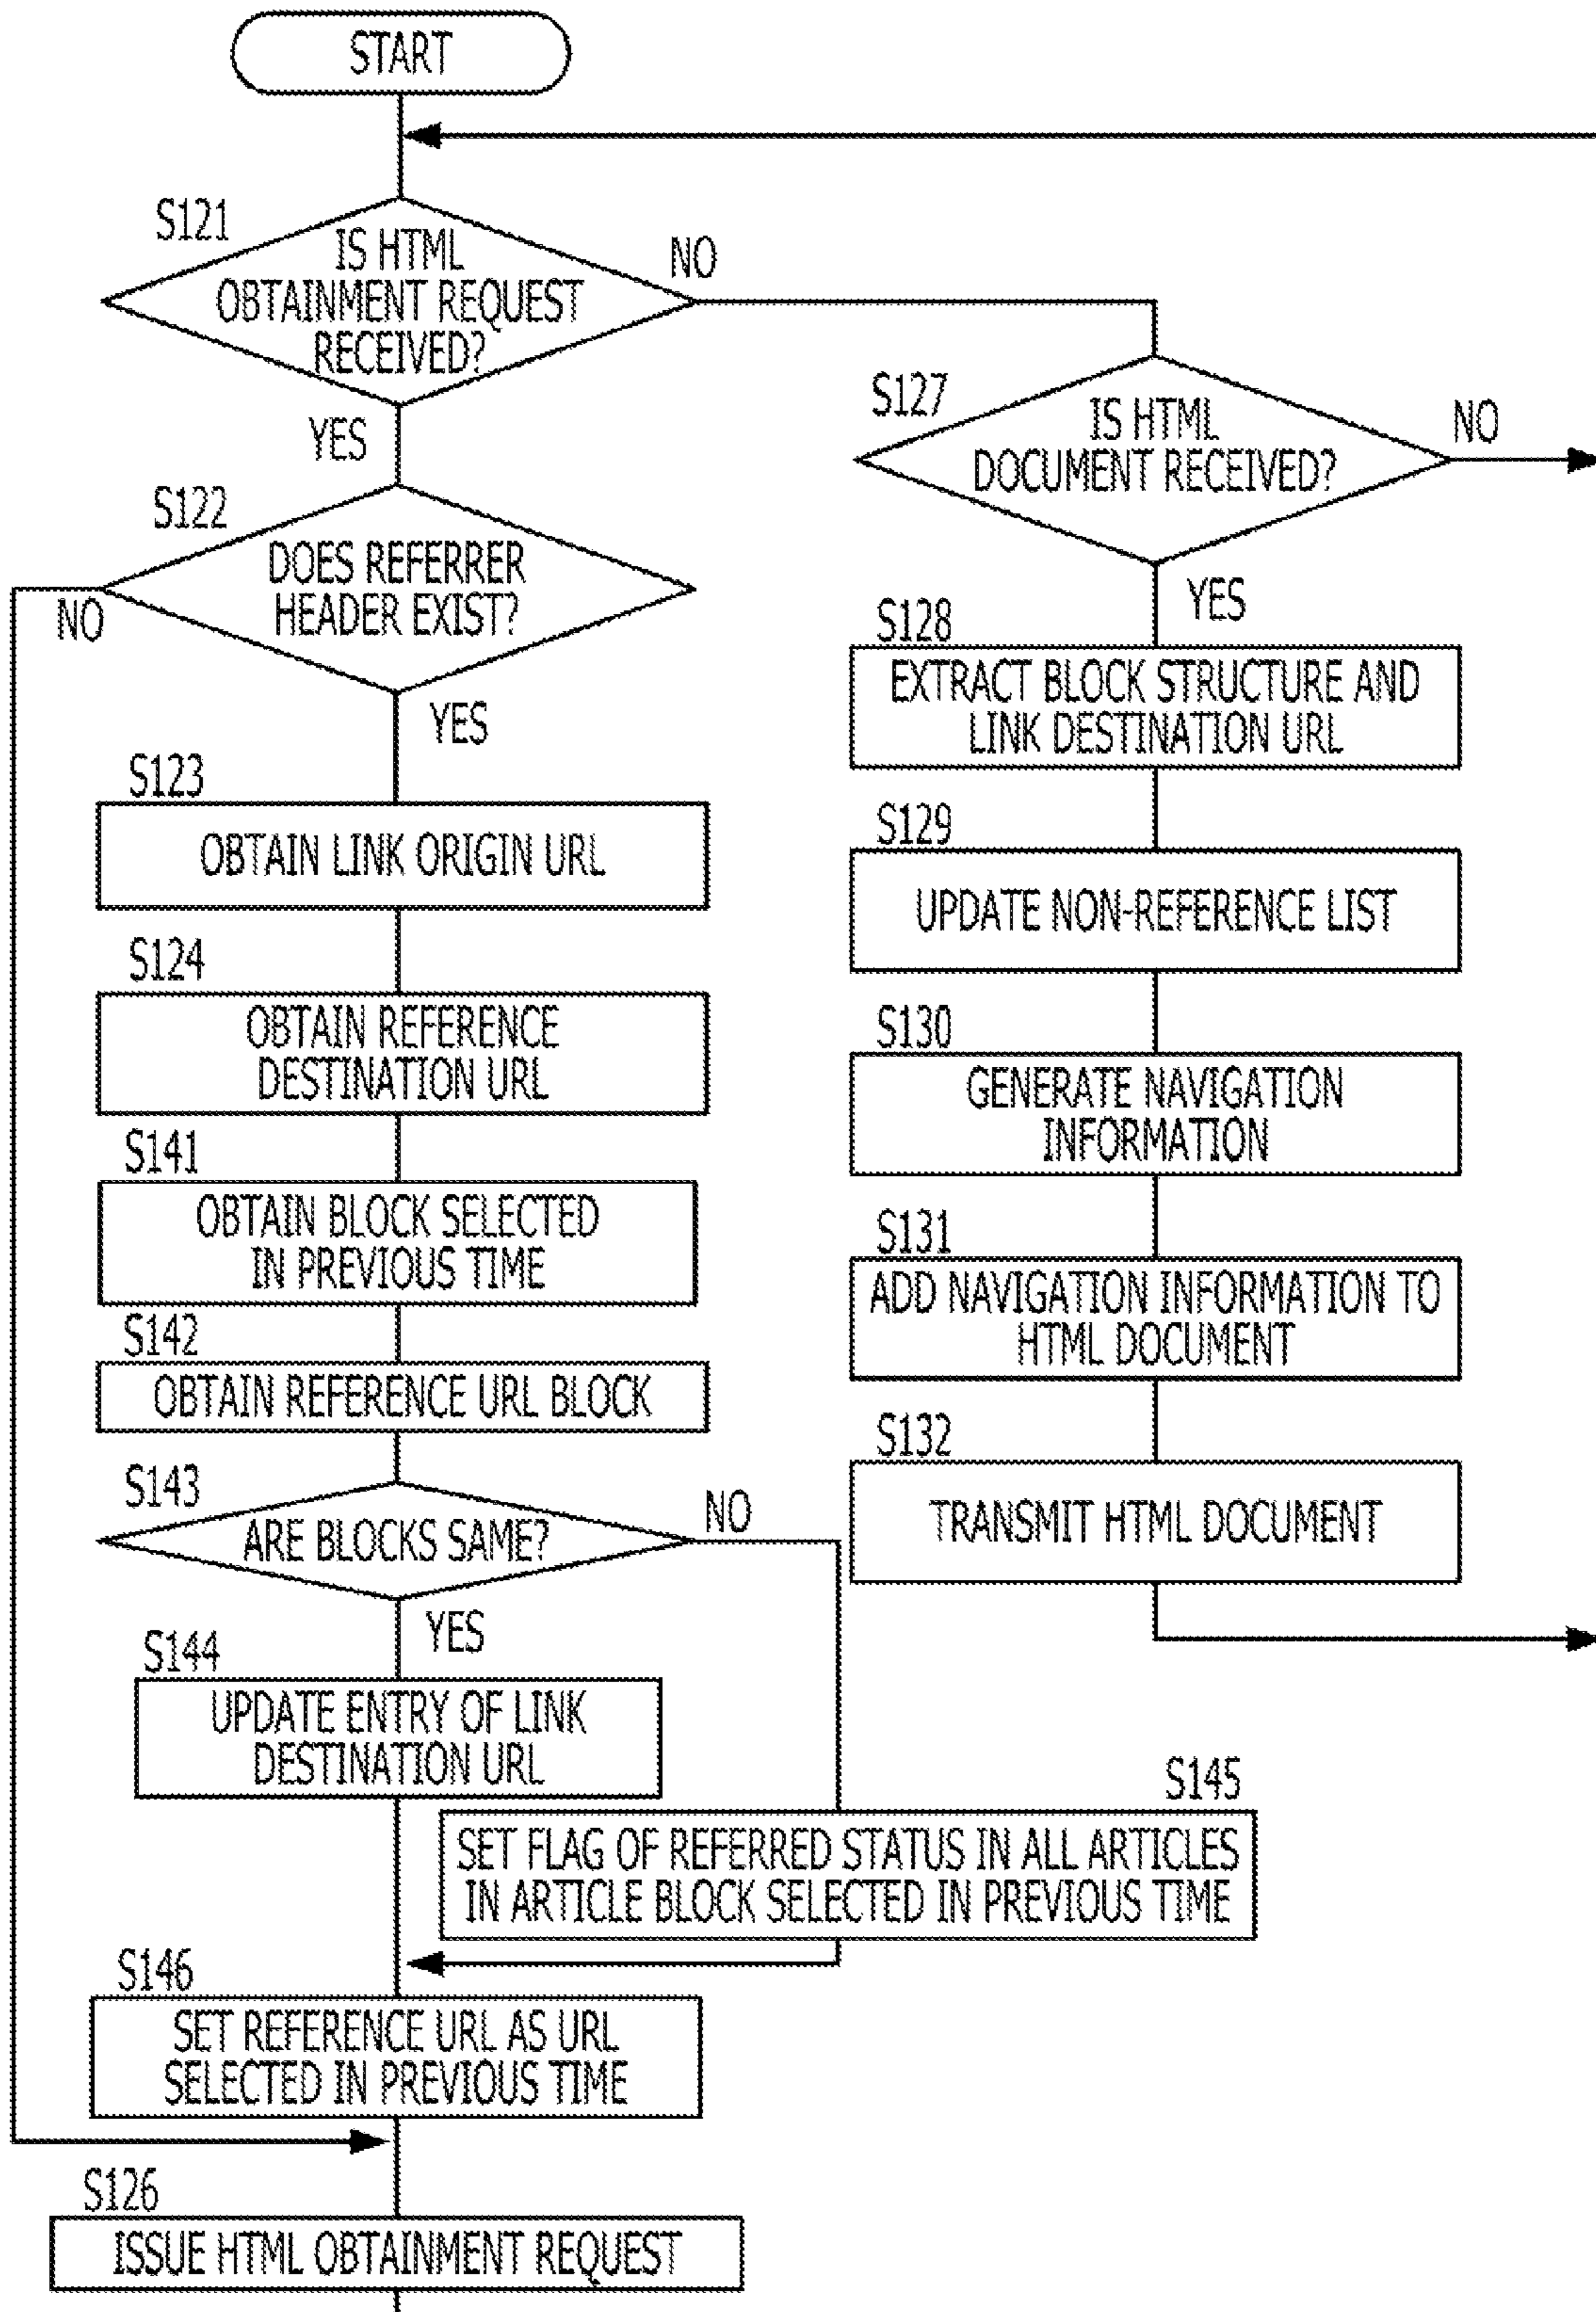 START
S121
IS HTML
OBTAINMENT REQUEST
RECEIVED?
NO
YES
S122
DOES REFERRER
HEADER EXIST?
NO
YES
S123
OBTAIN LINK ORIGIN URL
S124
OBTAIN REFERENCE
DESTINATION URL
S141
OBTAIN BLOCK SELECTED
IN PREVIOUS TIME
S142
OBTAIN REFERENCE URL BLOCK
S143
ARE BLOCKS SAME?
NO
YES
S144
UPDATE ENTRY OF LINK
DESTINATION URL
S145
SET FLAG OF REFERRED STATUS IN ALL ARTICLES
IN ARTICLE BLOCK SELECTED IN PREVIOUS TIME
S146
SET REFERENCE URL AS URL
SELECTED IN PREVIOUS TIME
S126
ISSUE HTML OBTAINMENT REQUEST
S127
IS HTML
DOCUMENT RECEIVED?
NO
YES
S128
EXTRACT BLOCK STRUCTURE AND
LINK DESTINATION URL
S129
UPDATE NON-REFERENCE LIST
S130
GENERATE NAVIGATION
INFORMATION
S131
ADD NAVIGATION INFORMATION TO
HTML DOCUMENT
S132
TRANSMIT HTML DOCUMENT